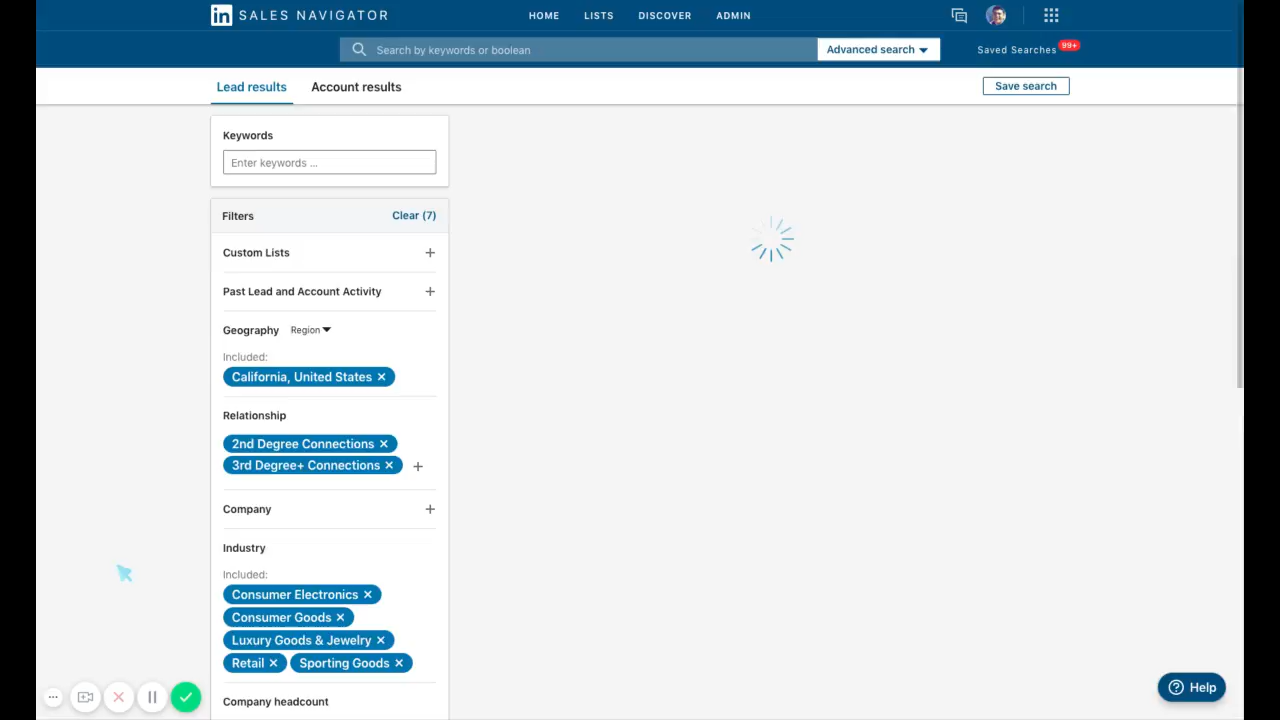 in SALES NAVIGATOR
HOME LISTS DISCOVER ADMIN
Search by keywords or boolean
Advanced search
Saved Searches 99+
Lead results Account results
Save search
Keywords
Enter keywords ...
Filters Clear (7)
Custom Lists +
Past Lead and Account Activity +
Geography Region
Included:
California, United States ×
Relationship
2nd Degree Connections ×
3rd Degree+ Connections × +
Company +
Industry
Included:
Consumer Electronics ×
Consumer Goods ×
Luxury Goods & Jewelry ×
Retail × Sporting Goods ×
Company headcount
? Help